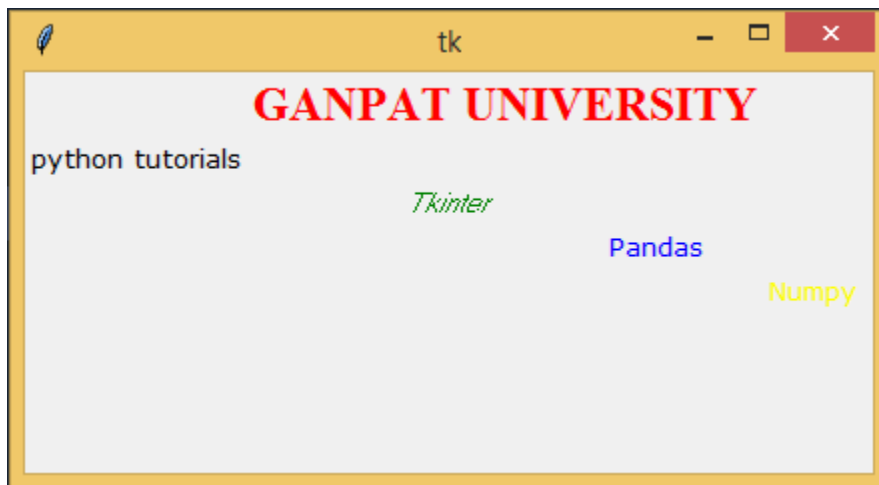 tk
GANPAT UNIVERSITY
python tutorials
Tkinter
Pandas
Numpy